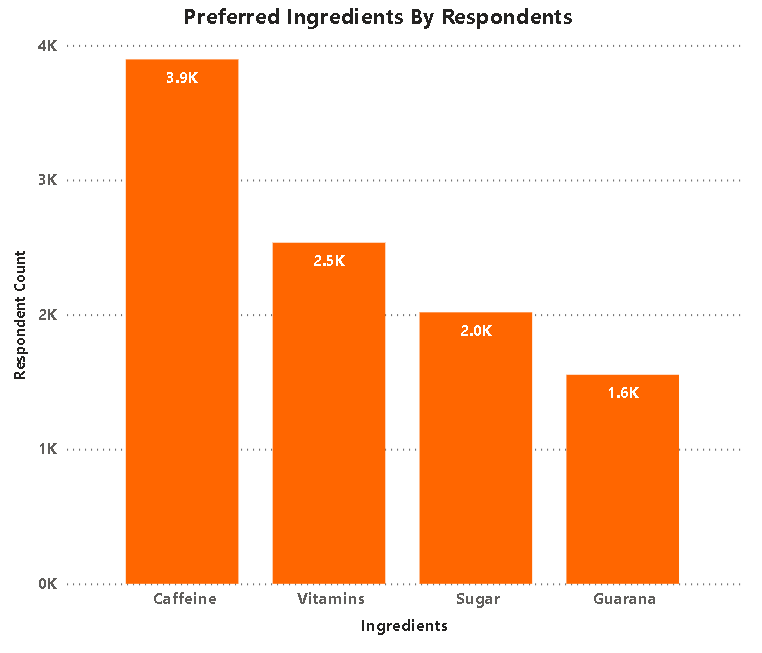 Preferred Ingredients By Respondents
4K
3K
2K
1K
0K
Respondent Count
3.9K
2.5K
2.0K
1.6K
Caffeine
Vitamins
Sugar
Guarana
Ingredients